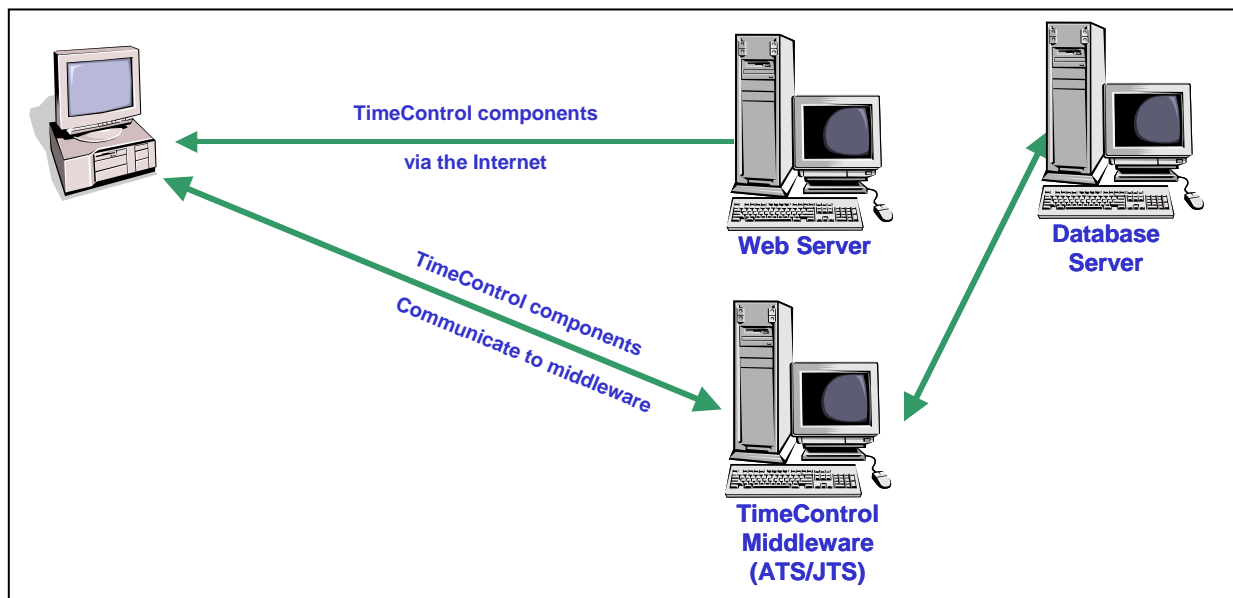 TimeControl components
via the Internet
Web Server
Database
Server
TimeControl components
Communicate to middleware
TimeControl
Middleware
(ATS/JTS)